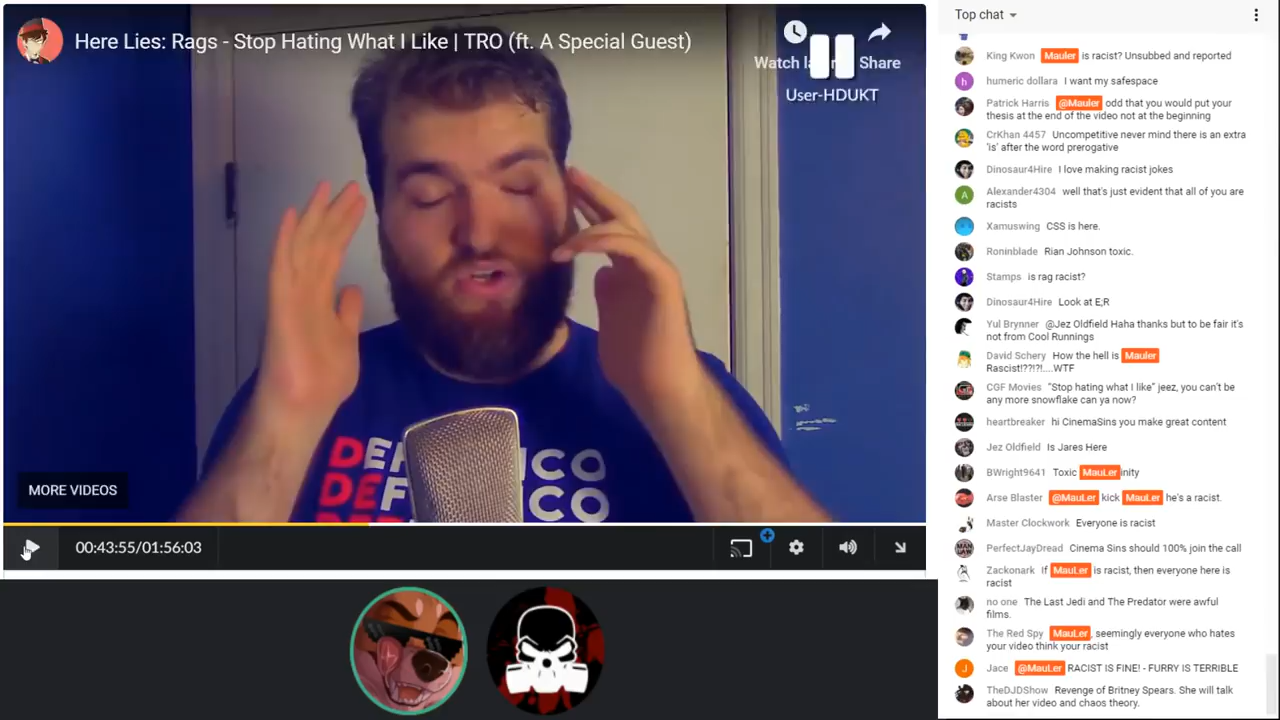 Here Lies: Rags - Stop Hating What I Like | TRO (ft. A Special Guest)
Share
User-HDUKT
MORE VIDEOS
00:43:55/01:56:03
Top chat
King Kwon Mauler is racist? Unsubbed and reported
humeric dollara I want my safespace
Patrick Harris @Mauler odd that you would put your
thesis at the end of the video not at the beginning
CrKhan 4457 Uncompetitive never mind there is an extra
'is' after the word prerogative
Dinosaur4Hire I love making racist jokes
Alexander4304 well that's just evident that all of you are
racists
Xamuswing CSS is here.
Roninblade Rian Johnson toxic.
Stamps is rag racist?
Dinosaur4Hire Look at E;R
Yul Brynner @Jez Oldfield Haha thanks but to be fair it's
not from Cool Runnings
David Schery How the hell is Mauler
Rascist!??!?!....WTF
CGF Movies "Stop hating what I like" jeez, you can't be
any more snowflake can ya now?
heartbreaker hi CinemaSins you make great content
Jez Oldfield Is Jares Here
BWright9641 Toxic MauLer inity
Arse Blaster @MauLer kick MauLer he's a racist.
Master Clockwork Everyone is racist
PerfectJayDread Cinema Sins should 100% join the call
Zackonark If MauLer is racist, then everyone here is
racist
no one The Last Jedi and The Predator were awful
films.
The Red Spy MauLer, seemingly everyone who hates
your video think your racist
Jace @MauLer RACIST IS FINE! - FURRY IS TERRIBLE
TheDJDShow Revenge of Britney Spears. She will talk
about her video and chaos theory.